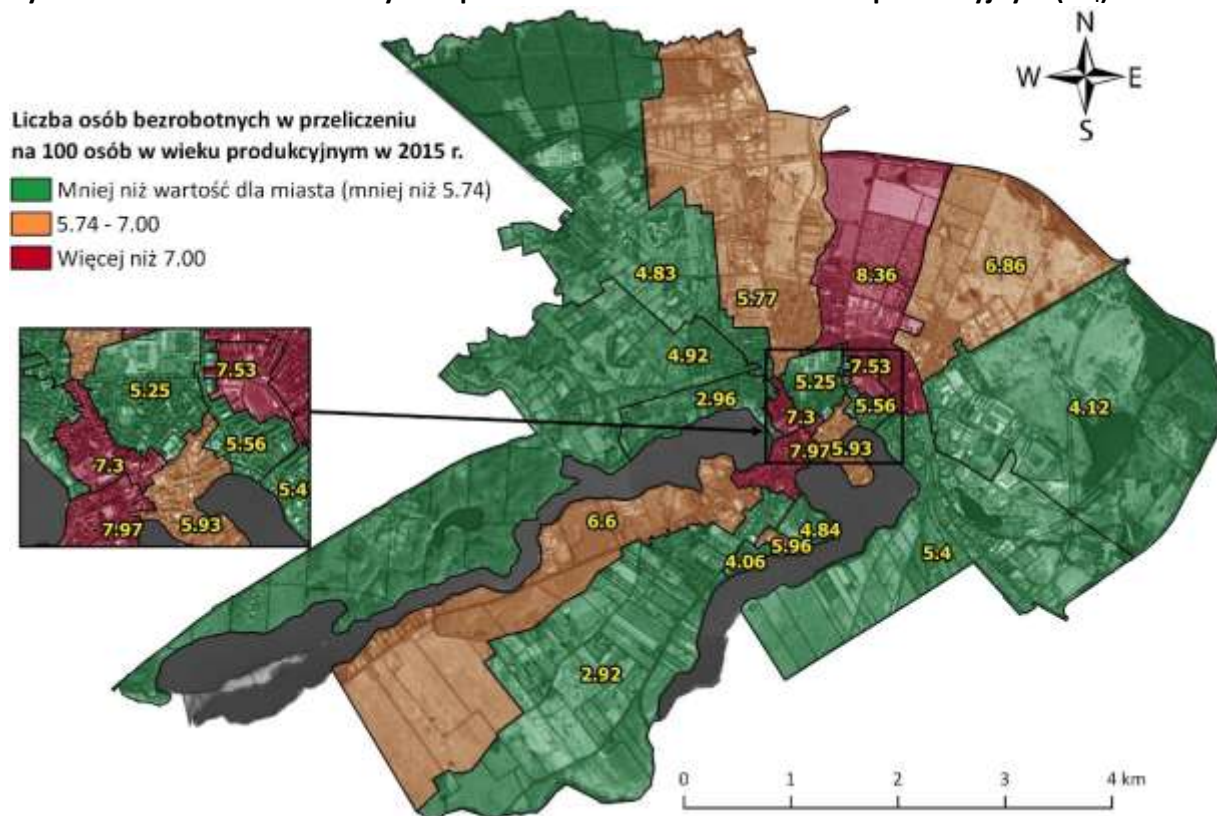 N
W E
S
Liczba osób bezrobotnych w przeliczeniu
na 100 osób w wieku produkcyjnym w 2015 r.
Mniej niż wartość dla miasta (mniej niż 5.74)
5.74 - 7.00
Więcej niż 7.00
4.83
5.77
8.36
6.86
4.92
2.96
5.25
7.53
5.56
7.3
7.97
5.93
4.12
5.25
7.53
5.56
7.3
5.4
7.97
5.93
6.6
4.84
5.96
4.06
5.4
2.92
0 1 2 3 4 km